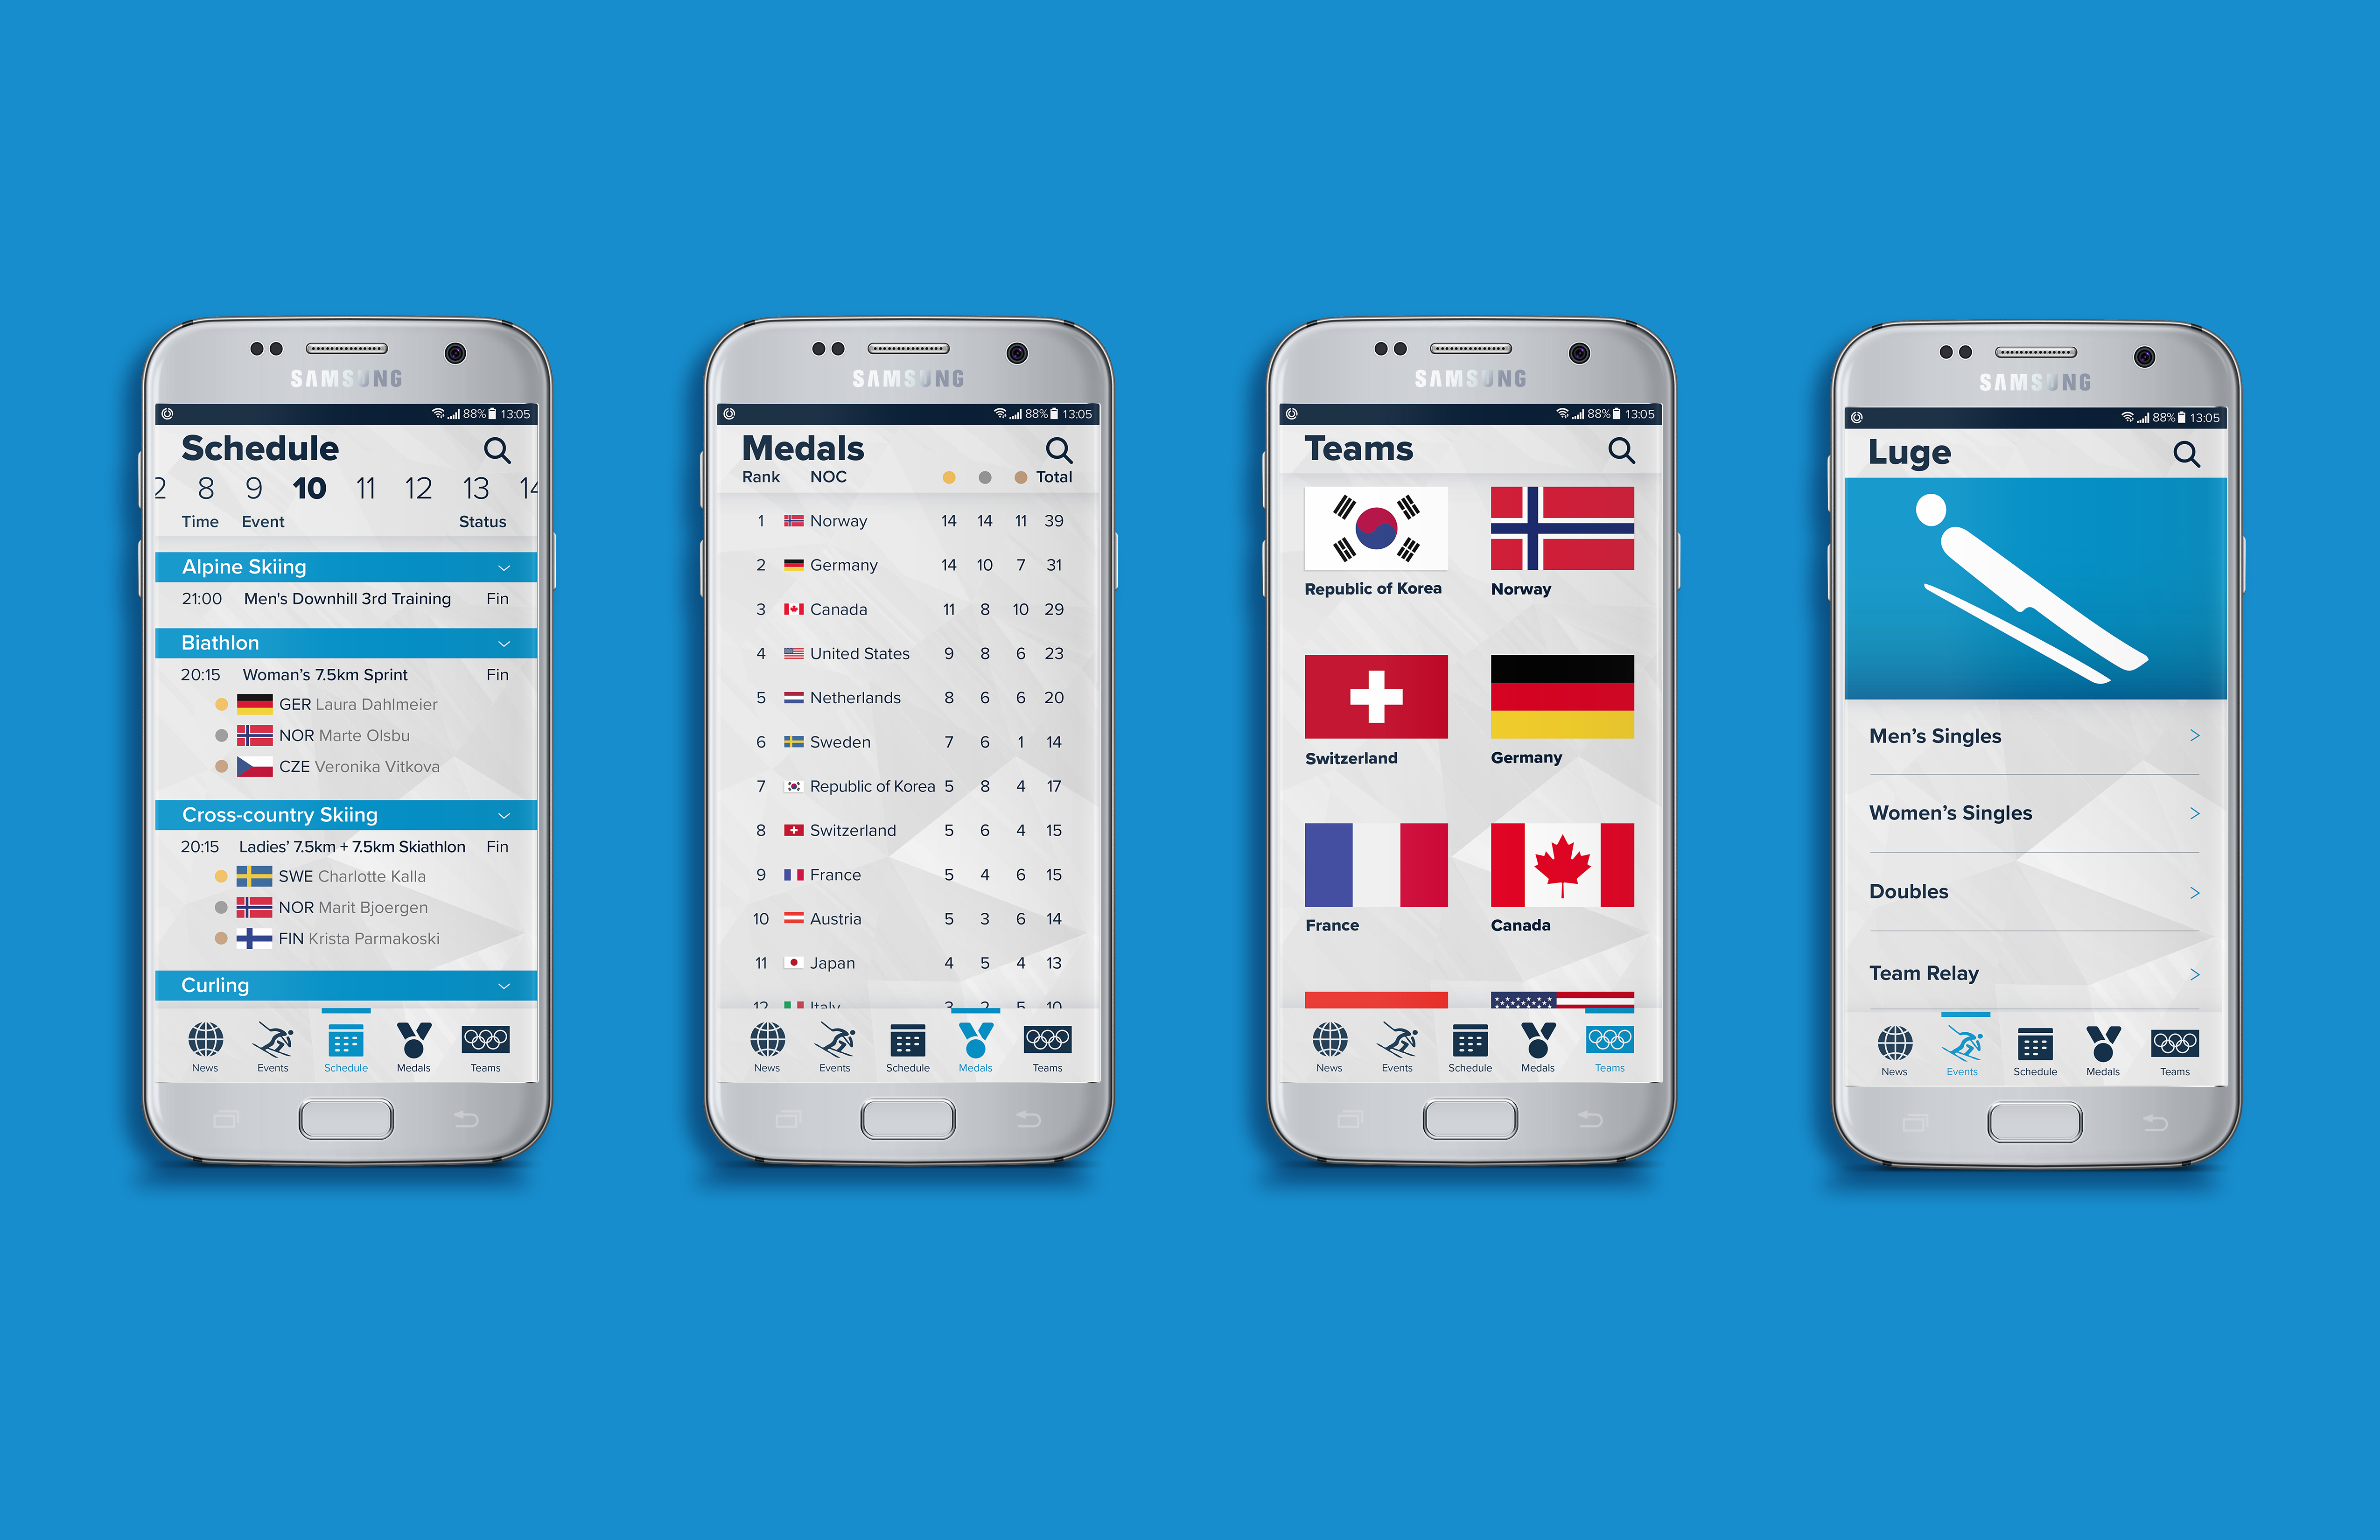 SAMSUNG
88% 13:05
Schedule
2 8 9 10 11 12 13 14
Time Event Status
Alpine Skiing
21:00 Men's Downhill 3rd Training Fin
Biathlon
20:15 Woman's 7.5km Sprint Fin
GER Laura Dahlmeier
NOR Marte Olsbu
CZE Veronika Vitkova
Cross-country Skiing
20:15 Ladies' 7.5km + 7.5km Skiathlon Fin
SWE Charlotte Kalla
NOR Marit Bjoergen
FIN Krista Parmakoski
Curling
News Events Schedule Medals Teams
SAMSUNG
88% 13:05
Medals
Rank NOC Total
1 Norway 14 14 11 39
2 Germany 14 10 7 31
3 Canada 11 8 10 29
4 United States 9 8 6 23
5 Netherlands 8 6 6 20
6 Sweden 7 6 1 14
7 Republic of Korea 5 8 4 17
8 Switzerland 5 6 4 15
9 France 5 4 6 15
10 Austria 5 3 6 14
11 Japan 4 5 4 13
12 Italy 3 2 5 10
News Events Schedule Medals Teams
SAMSUNG
88% 13:05
Teams
Republic of Korea Norway
Switzerland Germany
France Canada
News Events Schedule Medals Teams
SAMSUNG
88% 13:05
Luge
Men's Singles >
Women's Singles >
Doubles >
Team Relay >
News Events Schedule Medals Teams